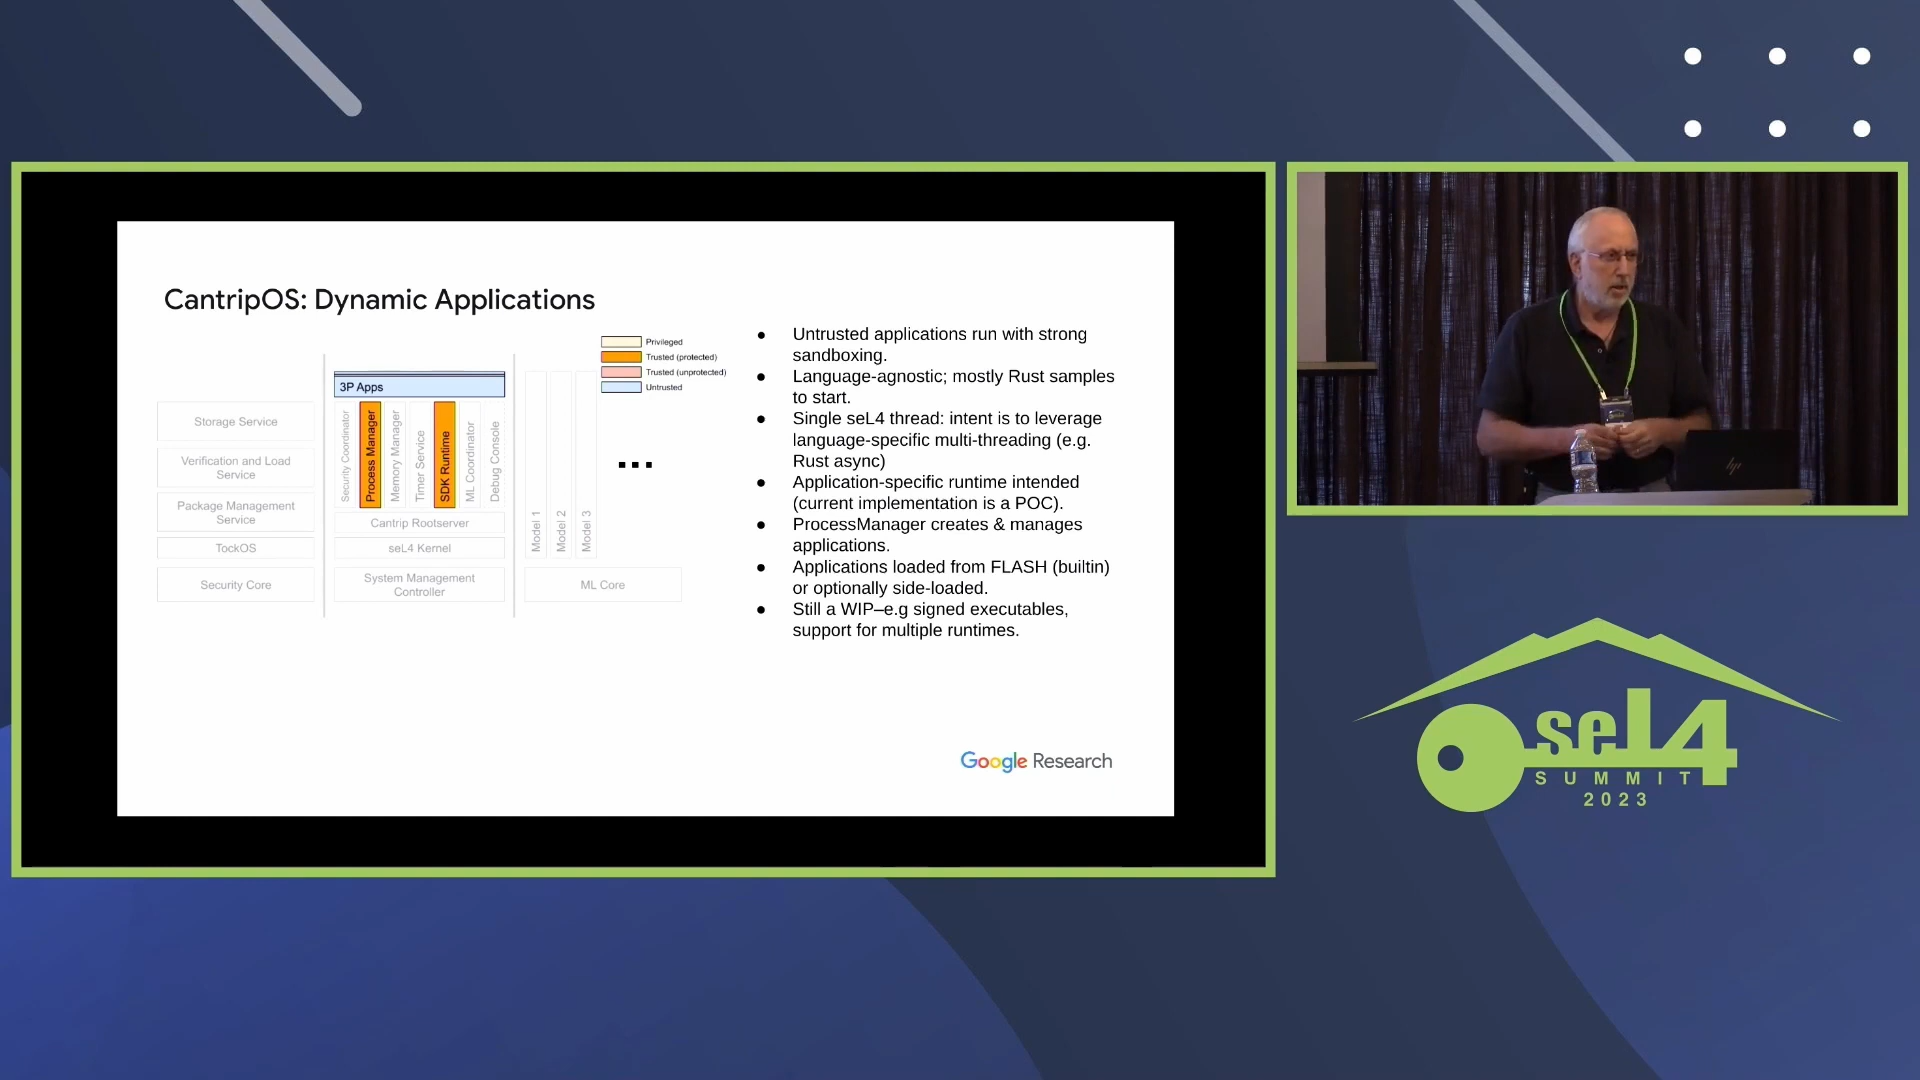 CantripOS: Dynamic Applications
Privileged
Trusted (protected)
Trusted (unprotected)
Untrusted
3P Apps
Storage Service
Verification and Load
Service
Package Management
Service
TockOS
Security Core
Security Coordinator
Process Manager
Memory Manager
Timer Service
SDK Runtime
ML Coordinator
Debug Console
Cantrip Rootserver
seL4 Kernel
System Management
Controller
Model 1
Model 2
Model 3
ML Core
...
● Untrusted applications run with strong
sandboxing.
● Language-agnostic; mostly Rust samples
to start.
● Single seL4 thread: intent is to leverage
language-specific multi-threading (e.g.
Rust async)
● Application-specific runtime intended
(current implementation is a POC).
● ProcessManager creates & manages
applications.
● Applications loaded from FLASH (builtin)
or optionally side-loaded.
● Still a WIP–e.g signed executables,
support for multiple runtimes.
Google Research
hp
seL4
SUMMIT
2023